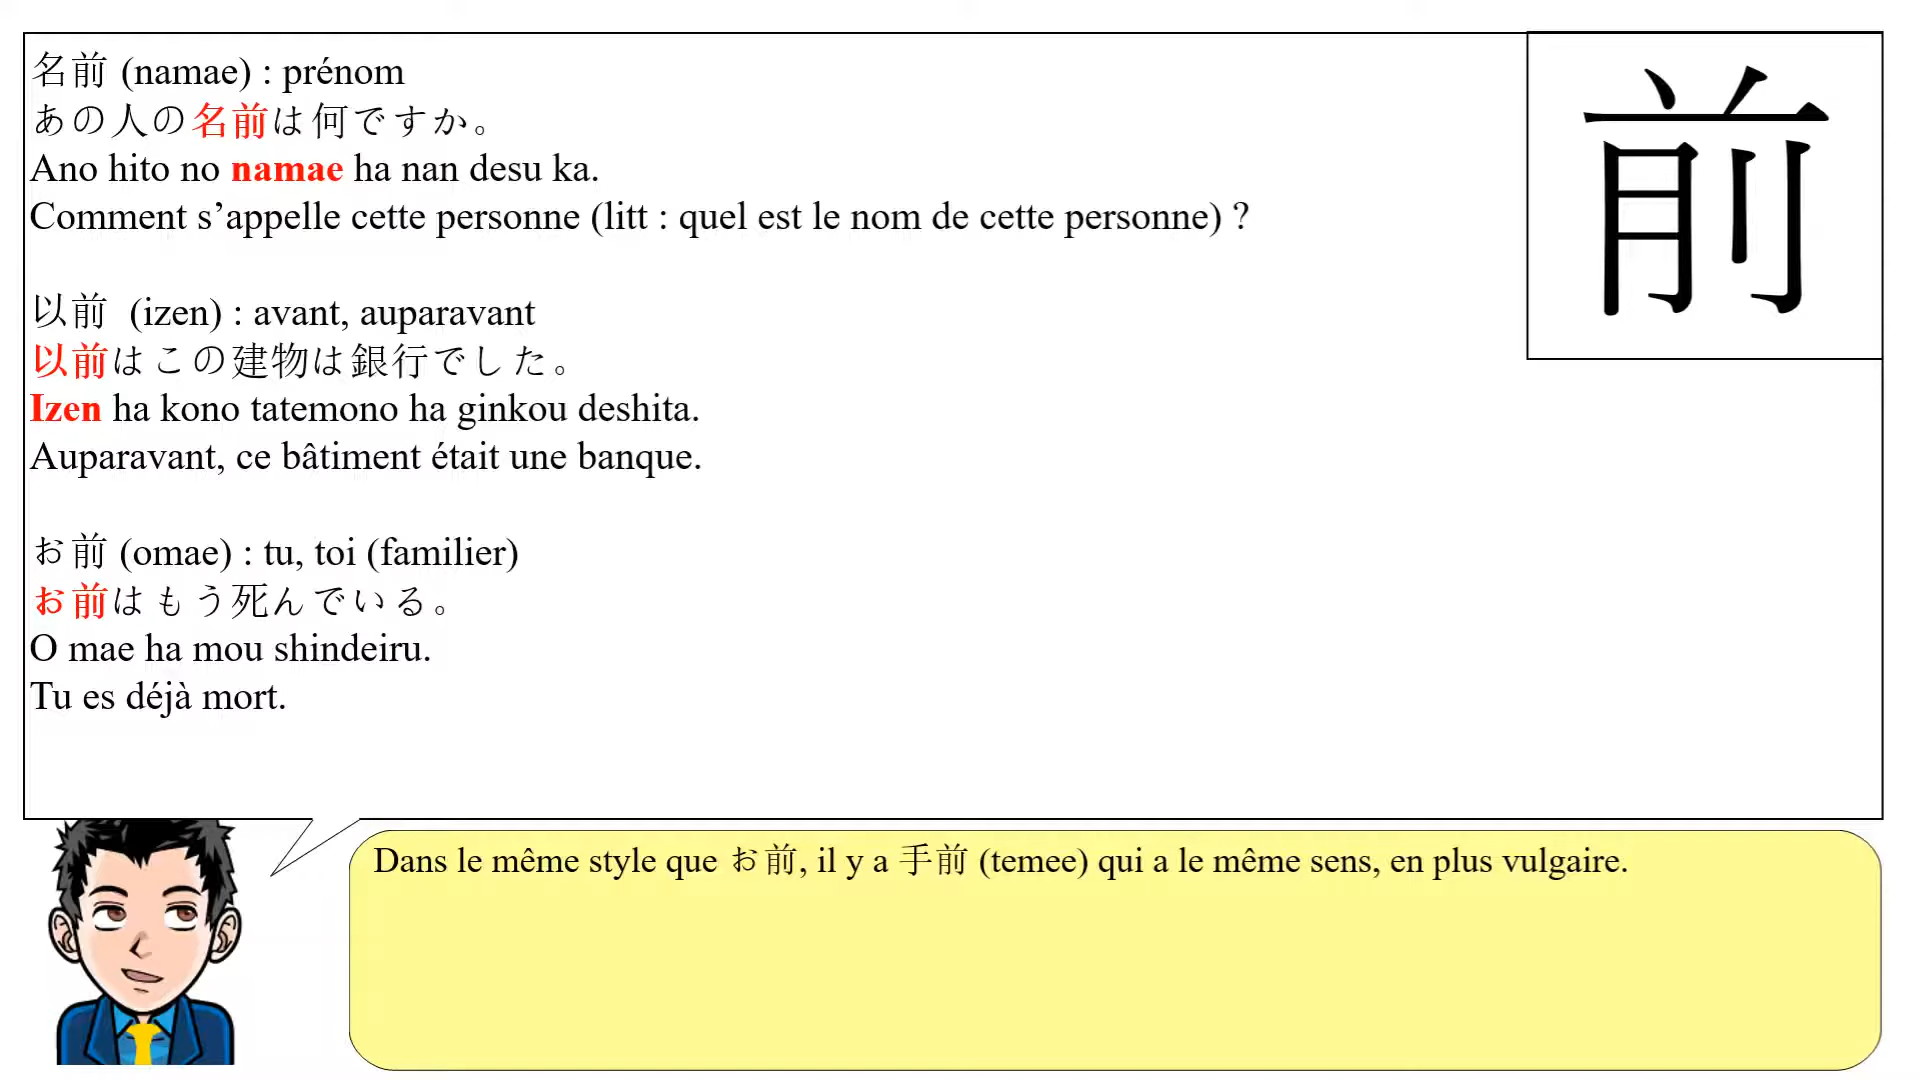 名前 (namae) : prénom
あの人の名前は何ですか。
Ano hito no namae ha nan desu ka.
Comment s’appelle cette personne (litt : quel est le nom de cette personne) ?
以前 (izen) : avant, auparavant
以前はこの建物は銀行でした。
Izen ha kono tatemono ha ginkou deshita.
Auparavant, ce bâtiment était une banque.
お前 (omae) : tu, toi (familier)
お前はもう死んでいる。
O mae ha mou shindeiru.
Tu es déjà mort.
前
Dans le même style que お前, il y a 手前 (temee) qui a le même sens, en plus vulgaire.